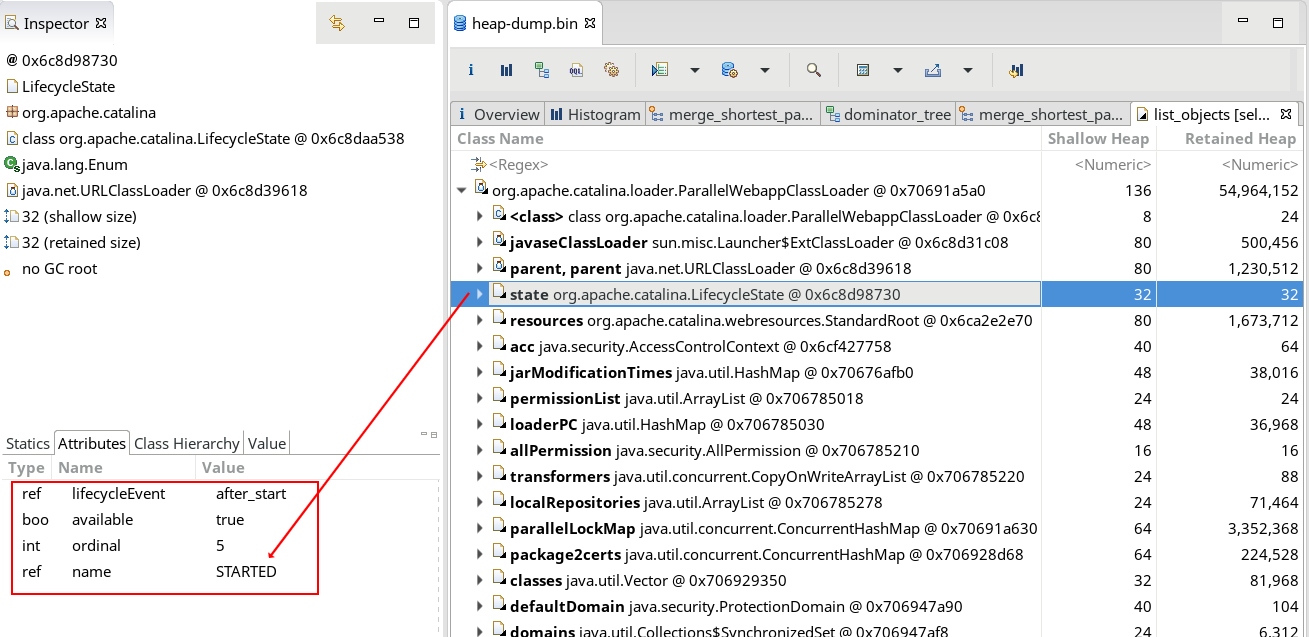 Inspector
@ 0x6c8d98730
LifecycleState
org.apache.catalina
class org.apache.catalina.LifecycleState @ 0x6c8daa538
java.lang.Enum
java.net.URLClassLoader @ 0x6c8d39618
32 (shallow size)
32 (retained size)
no GC root
Statics Attributes Class Hierarchy Value
Type Name Value
ref lifecycleEvent after_start
boo available true
int ordinal 5
ref name STARTED
heap-dump.bin
i OQL
i Overview Histogram merge_shortest_pa... dominator_tree merge_shortest_pa... list_objects [sel...
Class Name Shallow Heap Retained Heap
<Regex> <Numeric> <Numeric>
org.apache.catalina.loader.ParallelWebappClassLoader @ 0x70691a5a0 136 54,964,152
<class> class org.apache.catalina.loader.ParallelWebappClassLoader @ 0x6c8 8 24
javaseClassLoader sun.misc.Launcher$ExtClassLoader @ 0x6c8d31c08 80 500,456
parent, parent java.net.URLClassLoader @ 0x6c8d39618 80 1,230,512
state org.apache.catalina.LifecycleState @ 0x6c8d98730 32 32
resources org.apache.catalina.webresources.StandardRoot @ 0x6ca2e2e70 80 1,673,712
acc java.security.AccessControlContext @ 0x6cf427758 40 64
jarModificationTimes java.util.HashMap @ 0x70676afb0 48 38,016
permissionList java.util.ArrayList @ 0x706785018 24 24
loaderPC java.util.HashMap @ 0x706785030 48 36,968
allPermission java.security.AllPermission @ 0x706785210 16 16
transformers java.util.concurrent.CopyOnWriteArrayList @ 0x706785220 24 88
localRepositories java.util.ArrayList @ 0x706785278 24 71,464
parallelLockMap java.util.concurrent.ConcurrentHashMap @ 0x70691a630 64 3,352,368
package2certs java.util.concurrent.ConcurrentHashMap @ 0x706928d68 64 224,528
classes java.util.Vector @ 0x706929350 32 81,968
defaultDomain java.security.ProtectionDomain @ 0x706947a90 40 104
domains java.util.Collections$SynchronizedSet @ 0x706947af8 24 6,312